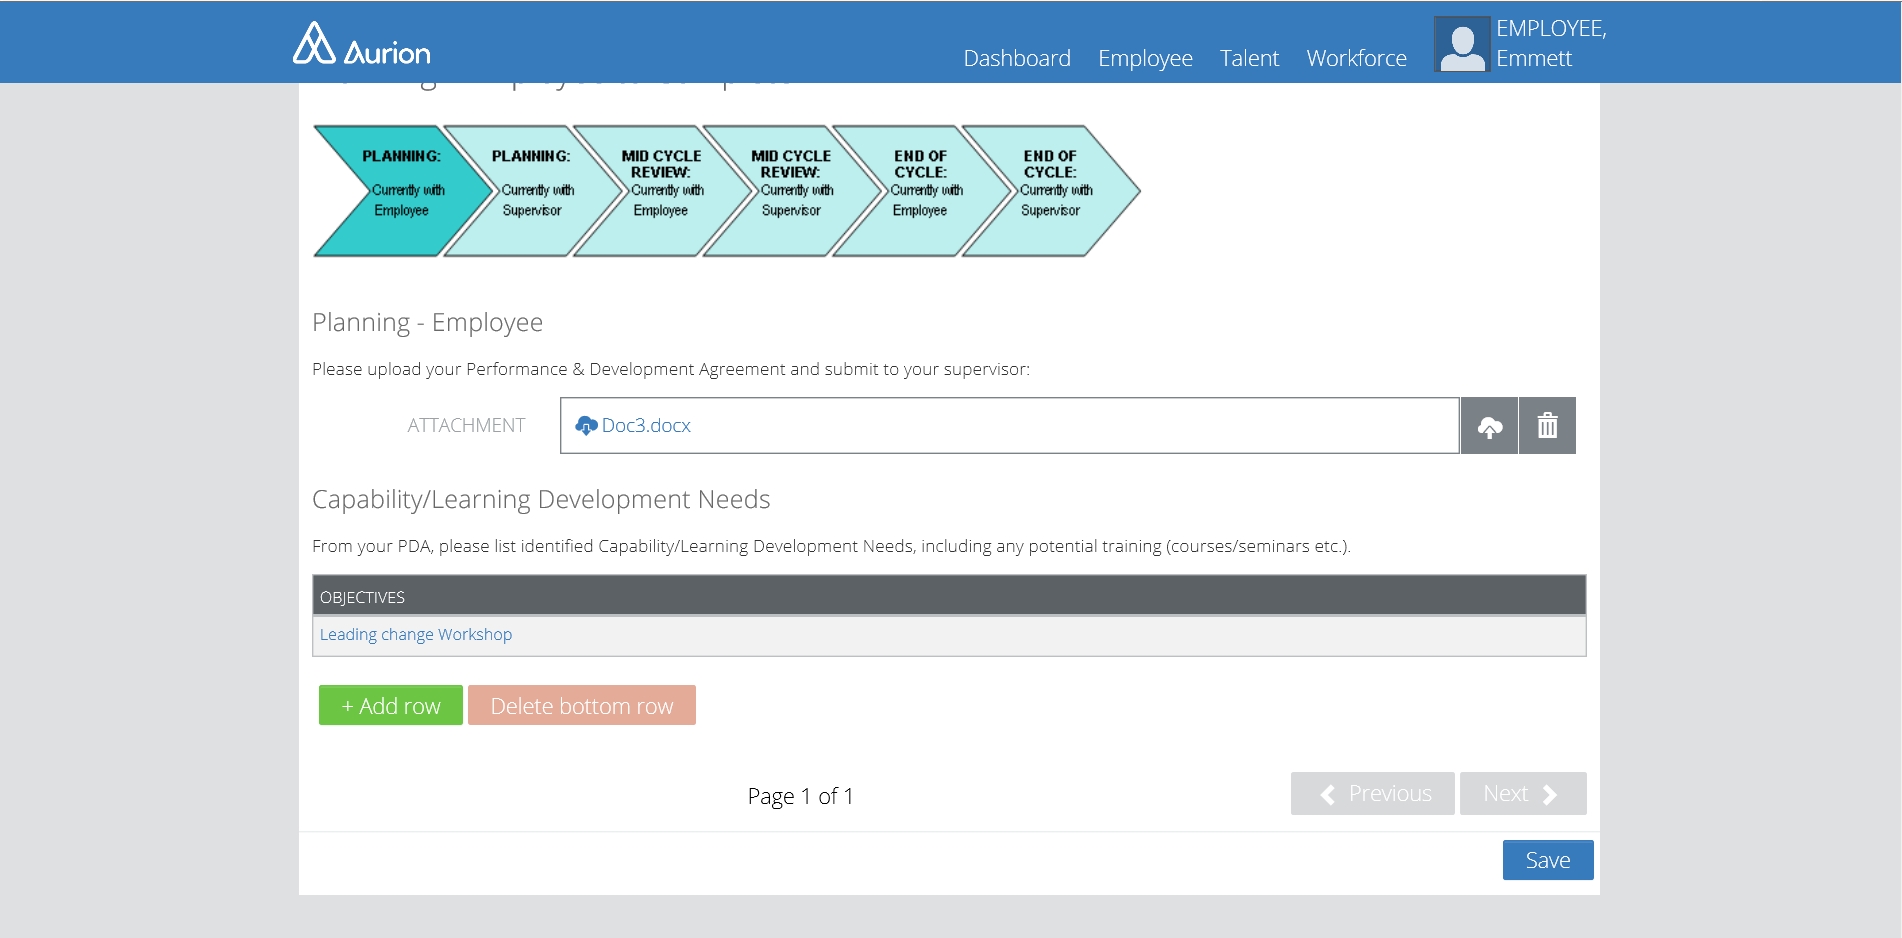 Aurion
Dashboard
Employee
Talent
Workforce
EMPLOYEE,
Emmett
PLANNING:
Currently with
Employee
PLANNING:
Currently with
Supervisor
MID CYCLE
REVIEW:
Currently with
Employee
MID CYCLE
REVIEW:
Currently with
Supervisor
END OF
CYCLE:
Currently with
Employee
END OF
CYCLE:
Currently with
Supervisor
Planning - Employee
Please upload your Performance & Development Agreement and submit to your supervisor:
ATTACHMENT
Doc3.docx
Capability/Learning Development Needs
From your PDA, please list identified Capability/Learning Development Needs, including any potential training (courses/seminars etc.).
OBJECTIVES
Leading change Workshop
+ Add row
Delete bottom row
Page 1 of 1
Previous
Next
Save